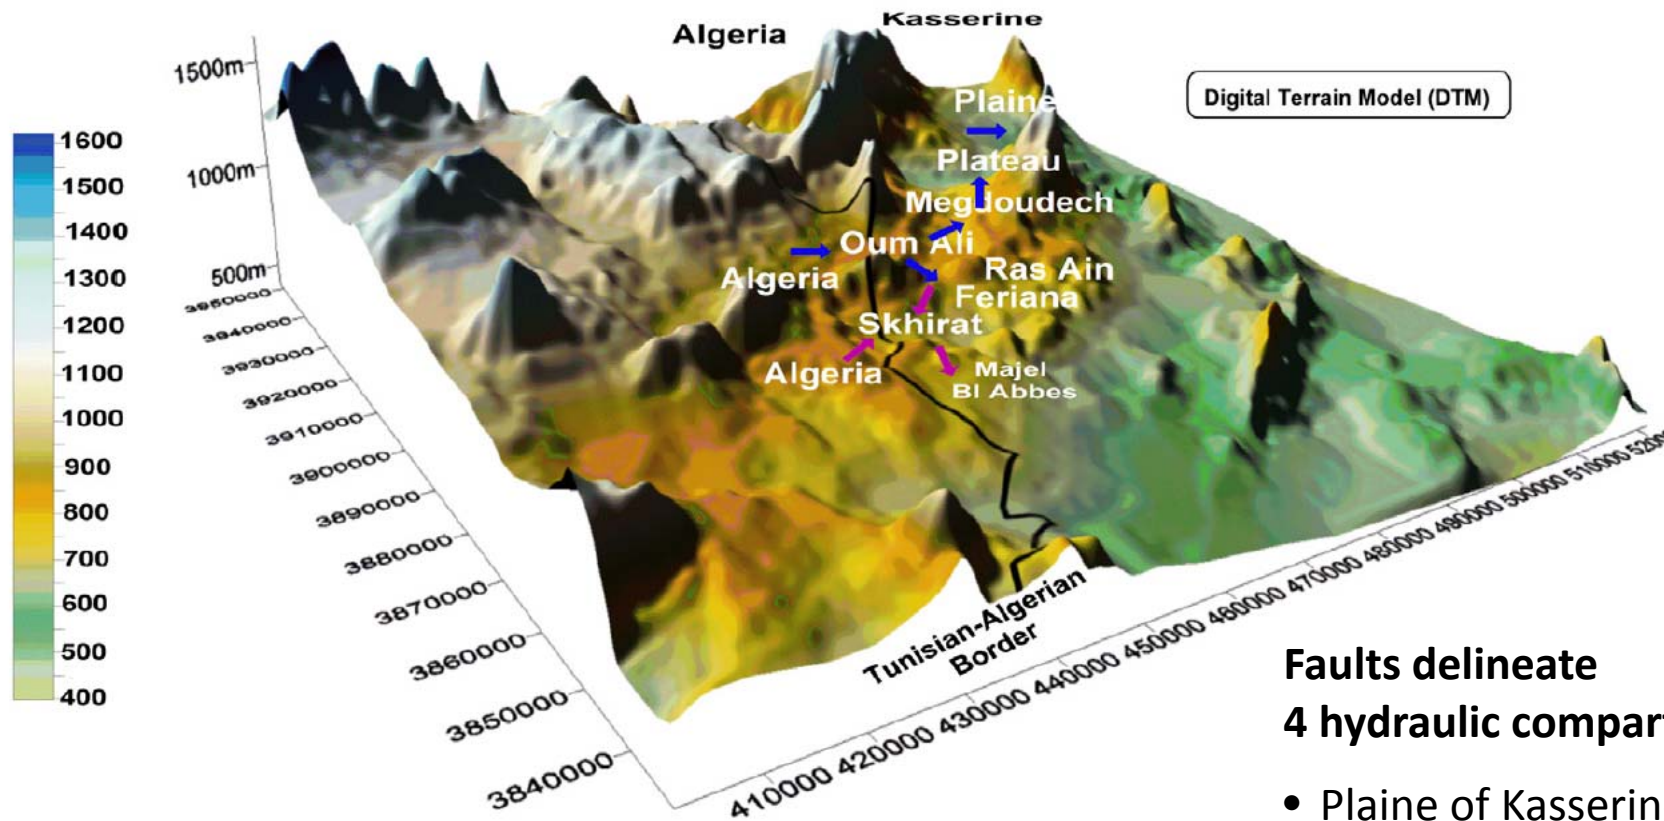 Algeria
Kasserine
Digital Terrain Model (DTM)
1500m
1000m
500m
1600
1500
1400
1300
1200
1100
1000
900
800
700
600
500
400
Plaine
Plateau
Megdoudech
Oum Ali
Algeria
Ras Ain
Feriana
Skhirat
Algeria
Majel
Bl Abbes
3950000
3940000
3930000
3920000
3910000
3900000
3890000
3880000
3870000
3860000
3850000
3840000
Tunisian-Algerian
Border
410000 420000 430000 440000 450000 460000 470000 480000 490000 500000 510000
Faults delineate
4 hydraulic
• Plaine of